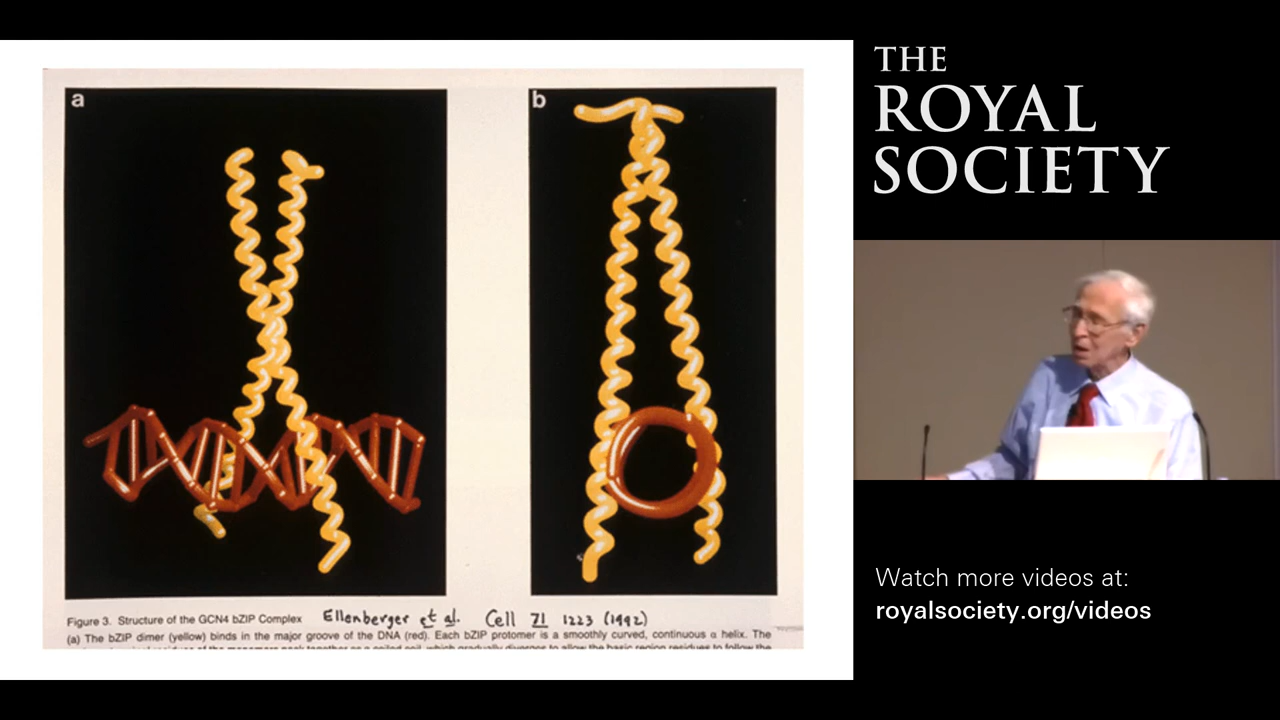 a
b
Figure 3. Structure of the GCN4 bZIP Complex Ellenberger et al. Cell 71 1223 (1992)
(a) The bZIP dimer (yellow) binds in the major groove of the DNA (red). Each bZIP protomer is a smoothly curved, continuous α helix. The
THE
ROYAL
SOCIETY
Watch more videos at:
royalsociety.org/videos